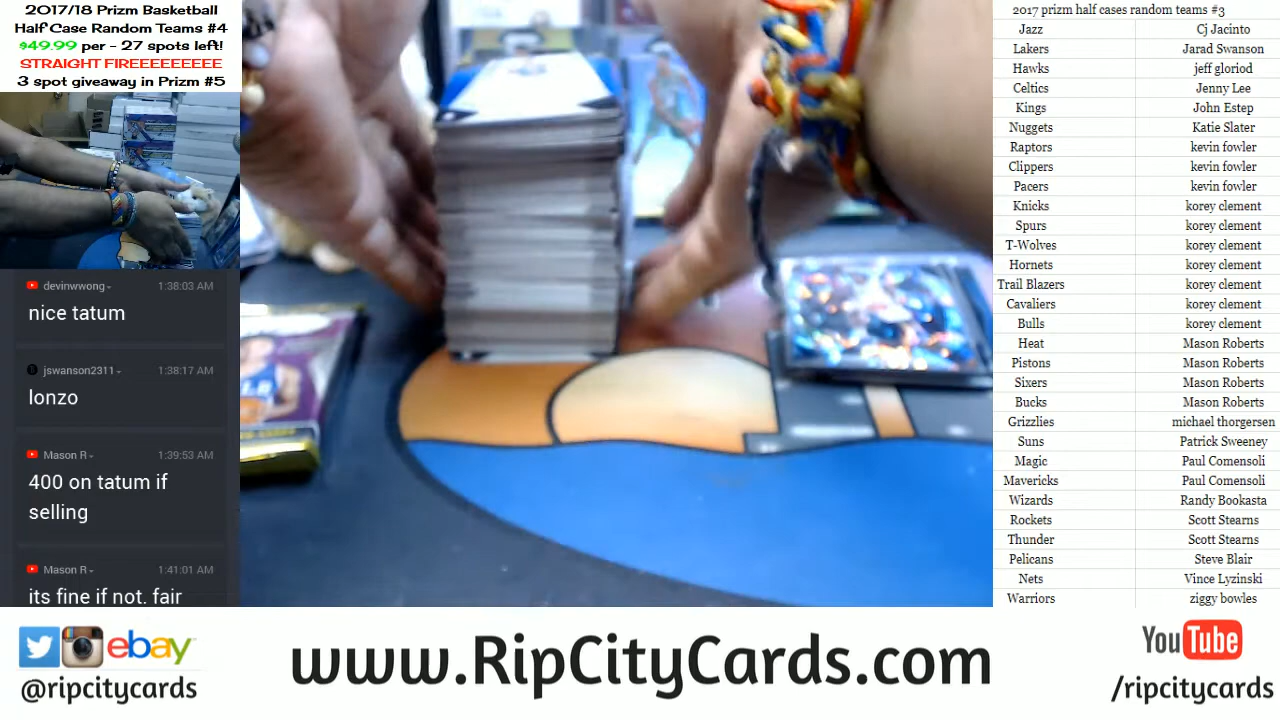 2017/18 Prizm Basketball
Half Case Random Teams #4
$49.99 per - 27 spots left!
STRAIGHT FIREEEEEEEEE
3 spot giveaway in Prizm #5
devinwwong 1:38:03 AM
nice tatum
jswanson2311 1:38:17 AM
lonzo
Mason R 1:39:53 AM
400 on tatum if
selling
Mason R 1:41:01 AM
its fine if not. fair
2017 prizm half cases random teams #3
Jazz Cj Jacinto
Lakers Jarad Swanson
Hawks jeff gloriod
Celtics Jenny Lee
Kings John Estep
Nuggets Katie Slater
Raptors kevin fowler
Clippers kevin fowler
Pacers kevin fowler
Knicks korey clement
Spurs korey clement
T-Wolves korey clement
Hornets korey clement
Trail Blazers korey clement
Cavaliers korey clement
Bulls korey clement
Heat Mason Roberts
Pistons Mason Roberts
Sixers Mason Roberts
Bucks Mason Roberts
Grizzlies michael thorgersen
Suns Patrick Sweeney
Magic Paul Comensoli
Mavericks Paul Comensoli
Wizards Randy Bookasta
Rockets Scott Stearns
Thunder Scott Stearns
Pelicans Steve Blair
Nets Vince Lyzinski
Warriors ziggy bowles
ebay
@ripcitycards
www.RipCityCards.com
YouTube
/ripcitycards